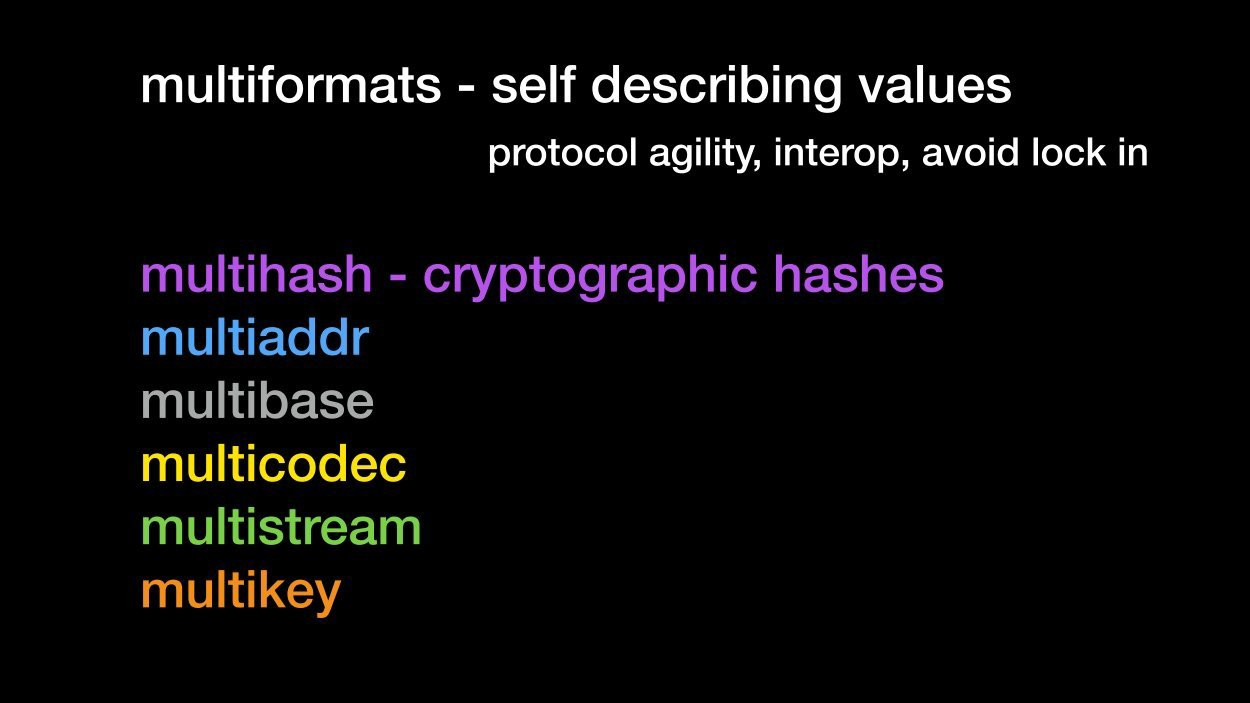 multiformats - self describing values
protocol agility, interop, avoid lock in
multihash - cryptographic hashes
multiaddr
multibase
multicodec
multistream
multikey